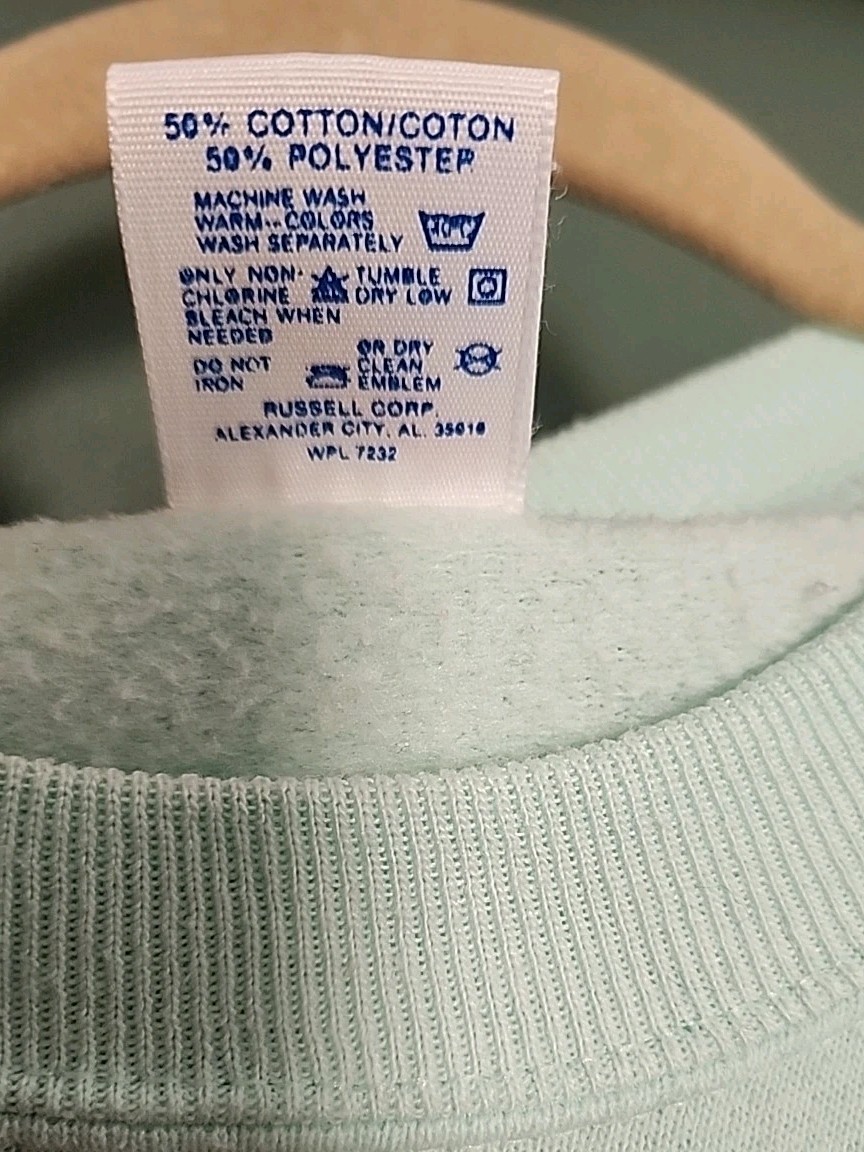 50% COTTON/COTON
50% POLYESTER
MACHINE WASH
WARM--COLORS
WASH SEPARATELY
ONLY NON-
CHLORINE
BLEACH WHEN
NEEDED
TUMBLE
DRY LOW
DO NOT
IRON
OR DRY
CLEAN
EMBLEM
RUSSELL CORP.
ALEXANDER CITY, AL. 35010
WPL 7232